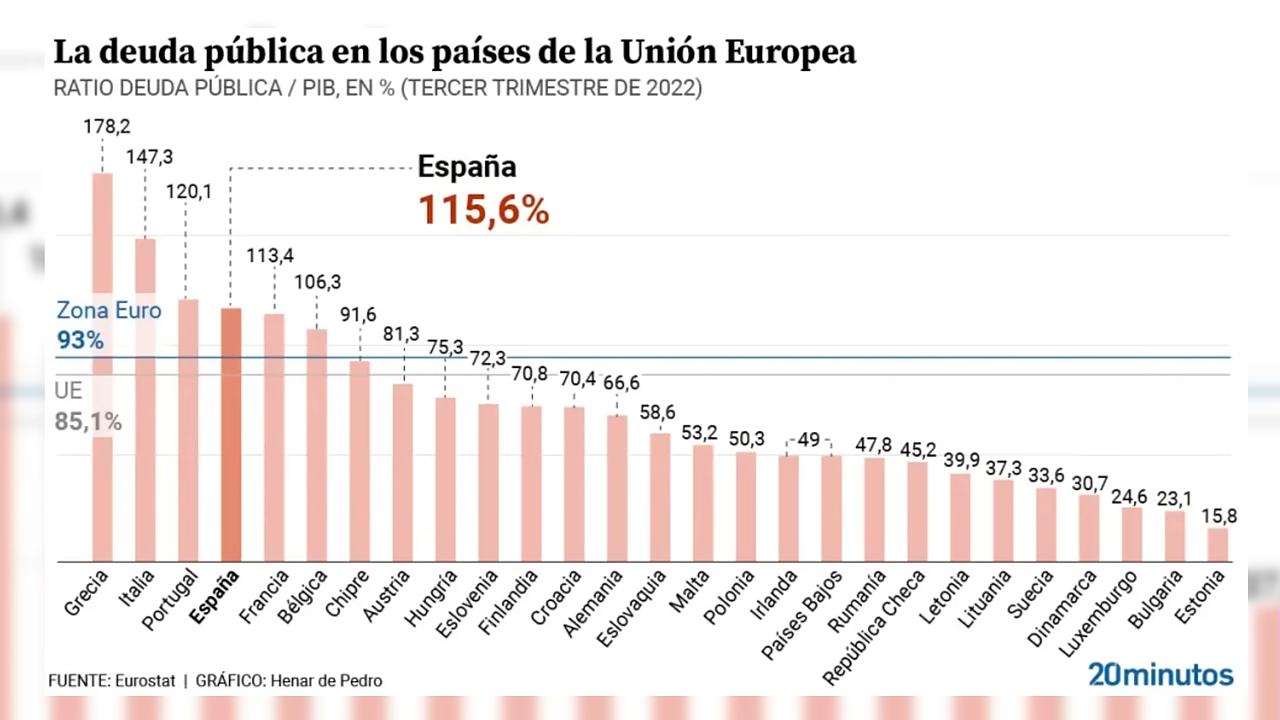 La deuda pública en los países de la Unión Europea
RATIO DEUDA PÚBLICA / PIB, EN % (TERCER TRIMESTRE DE 2022)
178,2
147,3
120,1
España
115,6%
113,4
106,3
91,6
81,3
75,3
72,3
70,8
70,4
66,6
58,6
53,2
50,3
49
47,8
45,2
39,9
37,3
33,6
30,7
24,6
23,1
15,8
Zona Euro
93%
UE
85,1%
Grecia
Italia
Portugal
España
Francia
Bélgica
Chipre
Austria
Hungría
Eslovenia
Finlandia
Croacia
Alemania
Eslovaquia
Malta
Polonia
Irlanda
Países Bajos
Rumanía
República Checa
Letonia
Lituania
Suecia
Dinamarca
Luxemburgo
Bulgaria
Estonia
FUENTE: Eurostat | GRÁFICO: Henar de Pedro
20minutos